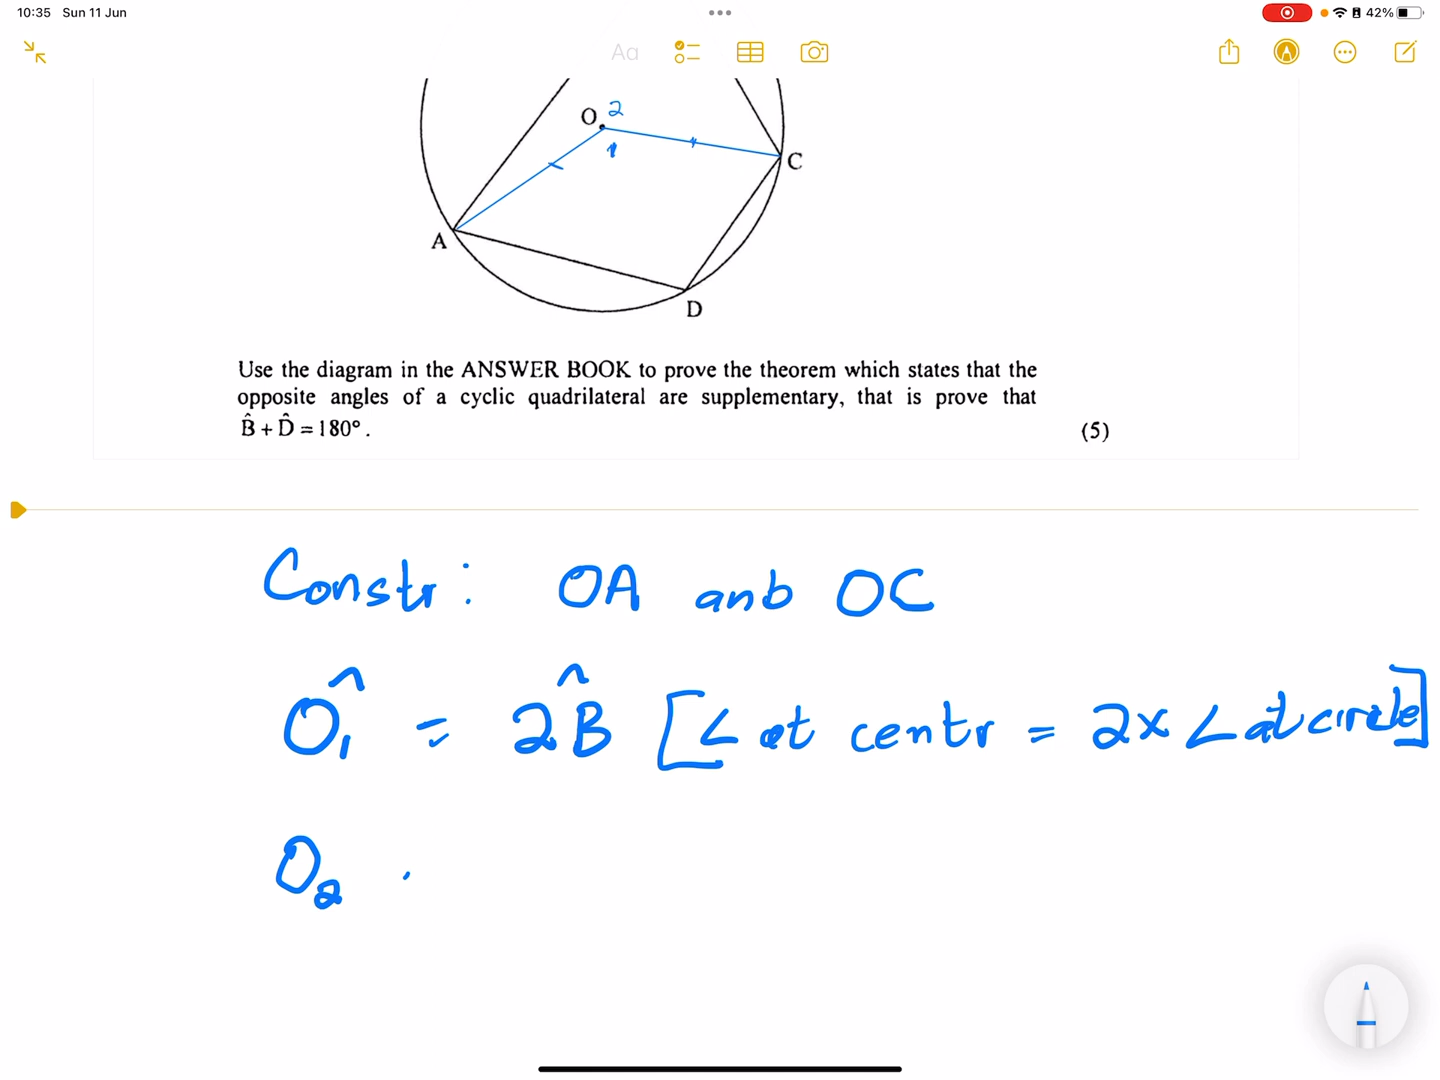 10:35 Sun 11 Jun
42%
Aa
O
2
1
C
A
D
Use the diagram in the ANSWER BOOK to prove the theorem which states that the
opposite angles of a cyclic quadrilateral are supplementary, that is prove that
B̂ + D̂ = 180°. (5)
Constr: OA and OC
Ô₁ = 2B̂ [∠ at centr = 2x ∠ at circle]
O₂